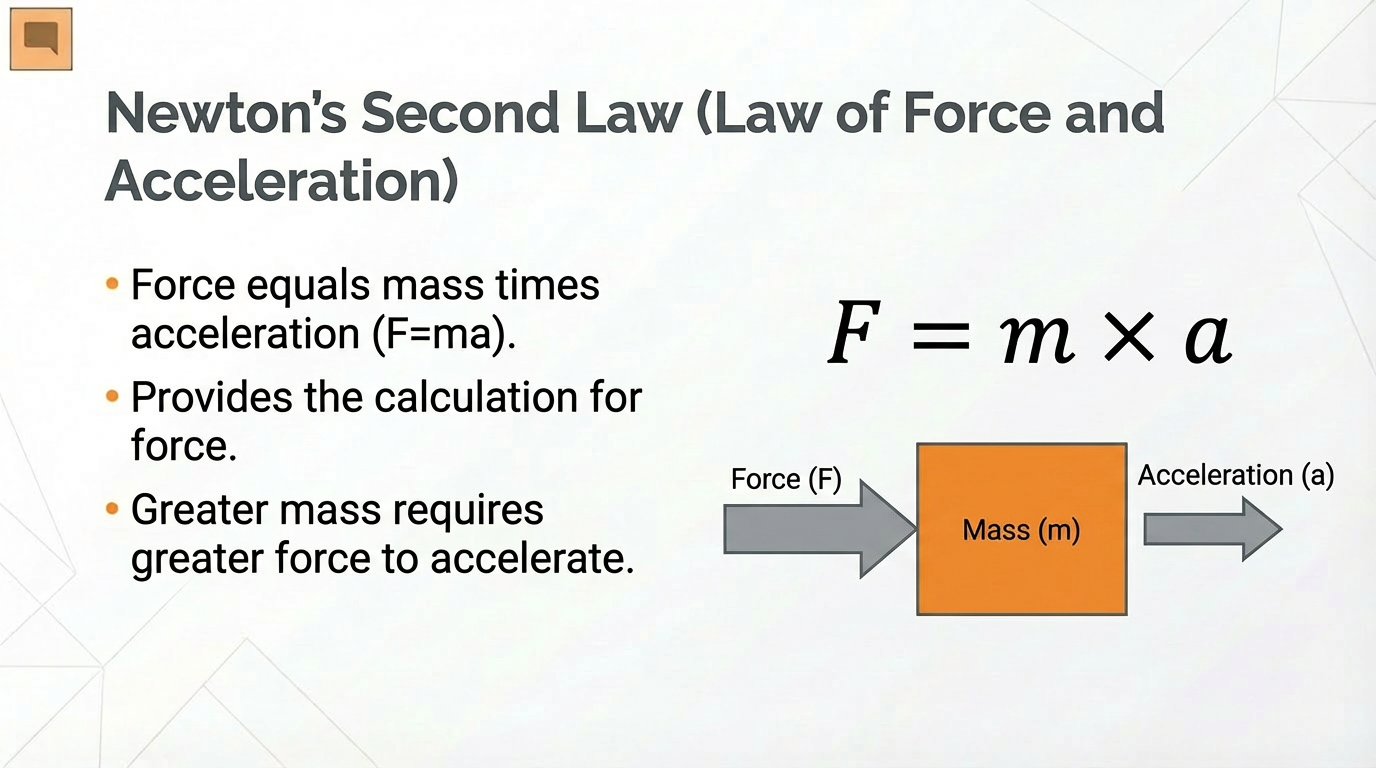 Newton’s Second Law (Law of Force and
Acceleration)
• Force equals mass times
acceleration (F=ma).
• Provides the calculation for
force.
• Greater mass requires
greater force to accelerate.
F = m × a
Force (F)
Mass (m)
Acceleration (a)